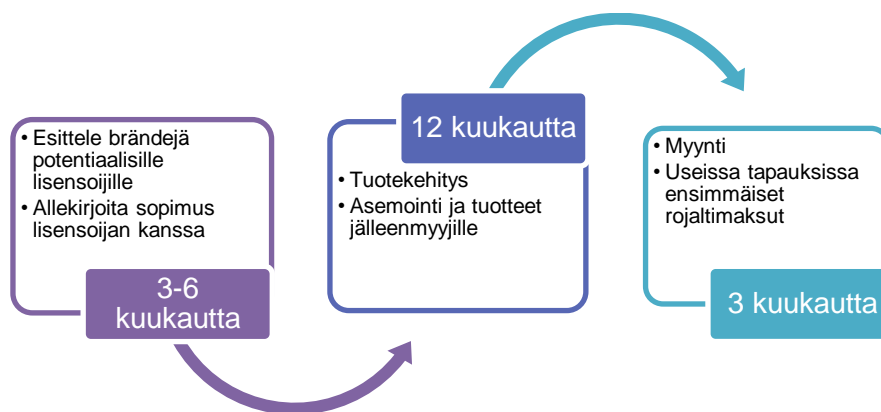 • Esittele brändejä
potentiaalisille
lisensoijille
• Allekirjoita sopimus
lisensoijan kanssa
3-6
kuukautta
12 kuukautta
• Tuotekehitys
• Asemointi ja tuotteet
jälleenmyyjille
• Myynti
• Useissa tapauksissa
ensimmäiset
rojaltimaksut
3 kuukautta